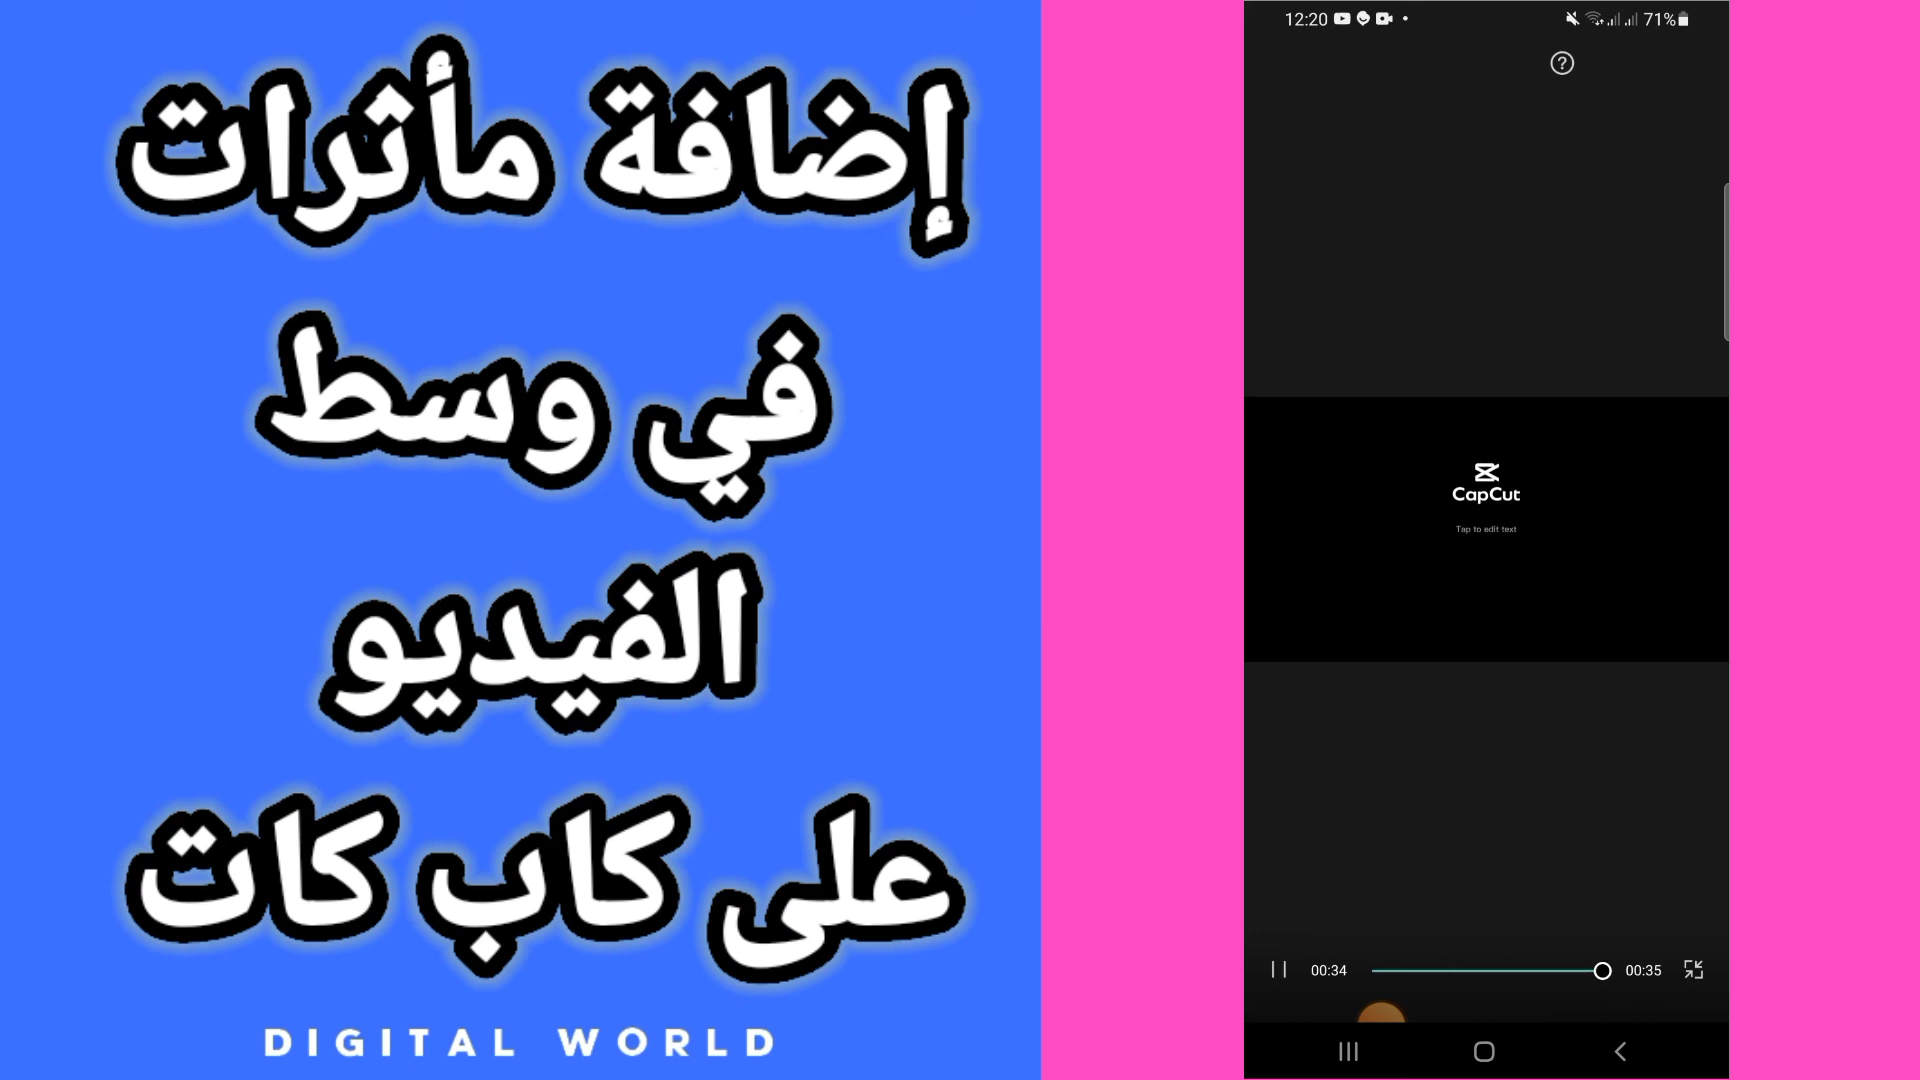 إضافة مأثرات
في وسط
الفيديو
على كاب كات
DIGITAL WORLD
12:20
71%
CapCut
Tap to edit text
00:34
00:35